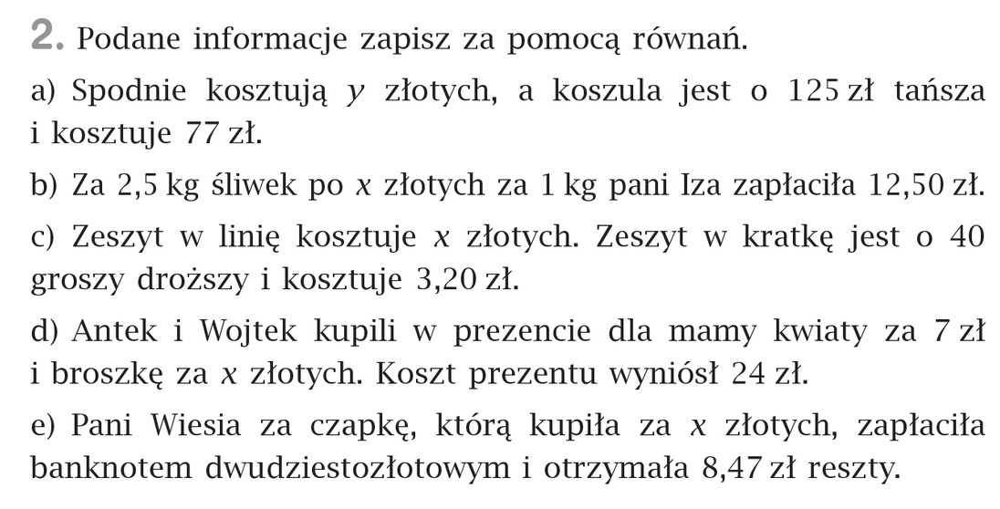 2. Podane informacje zapisz za pomocą równań.
a) Spodnie kosztują y złotych, a koszula jest o 125 zł tańsza
i kosztuje 77 zł.
b) Za 2,5 kg śliwek po x złotych za 1 kg pani Iza zapłaciła 12,50 zł.
c) Zeszyt w linię kosztuje x złotych. Zeszyt w kratkę jest o 40
groszy droższy i kosztuje 3,20 zł.
d) Antek i Wojtek kupili w prezencie dla mamy kwiaty za 7 zł
i broszkę za x złotych. Koszt prezentu wyniósł 24 zł.
e) Pani Wiesia za czapkę, którą kupiła za x złotych, zapłaciła
banknotem dwudziestozłotowym i otrzymała 8,47 zł reszty.